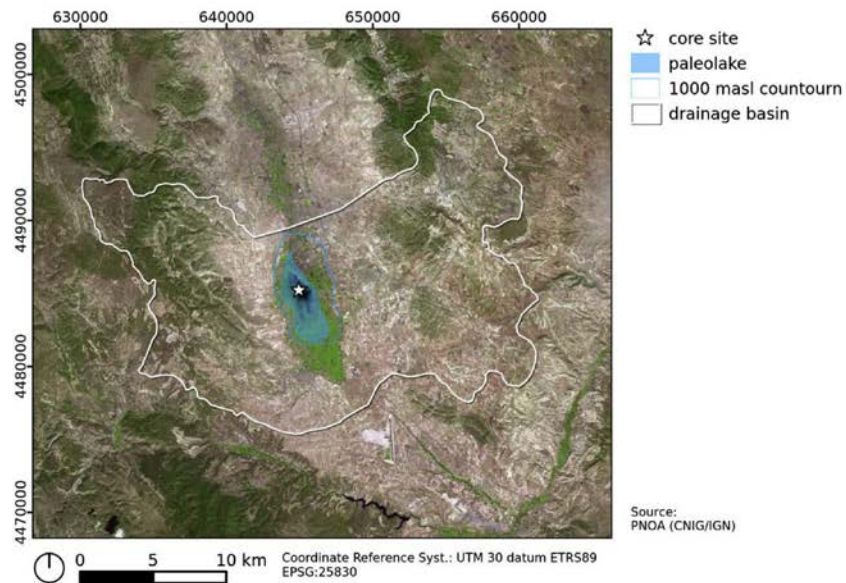 630000 640000 650000 660000
4500000
4490000
4480000
4470000
core site
paleolake
1000 masl countourn
drainage basin
Source:
PNOA (CNIG/IGN)
0 5 10 km
Coordinate Reference Syst.: UTM 30 datum ETRS89
EPSG:25830